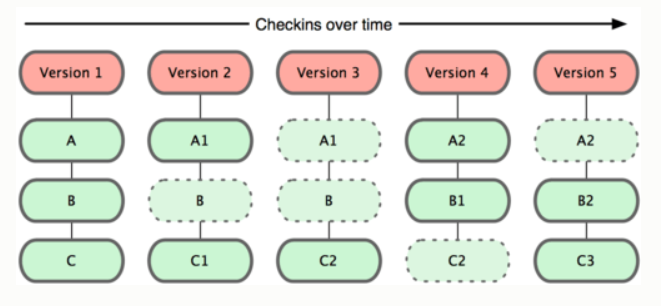 Checkins over time
Version 1 Version 2 Version 3 Version 4 Version 5
A A1 A1 A2 A2
B B B B1 B2
C C1 C2 C2 C3